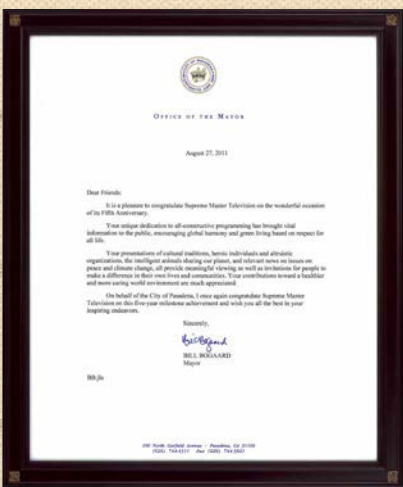 OFFICE OF THE MAYOR
August 27, 2011
Dear Friends:
It is a pleasure to congratulate Supreme Master Television on the wonderful occasion
of its Fifth Anniversary.
Your unique dedication to all-constructive programming has brought vital
information to the public, encouraging global harmony and green living based on respect for
all life.
Your presentations of cultural traditions, heroic individuals and altruistic
organizations, the intelligent animals sharing our planet, and relevant news on issues on
peace and climate change, all provide meaningful viewing as well as invitations for people to
make a difference in their own lives and communities. Your contributions toward a healthier
and more caring world environment are much appreciated.
On behalf of the City of Pasadena, I once again congratulate Supreme Master
Television on this five-year milestone achievement and wish you all the best in your
inspiring endeavors.
Sincerely,
Bill Bogaard
BILL BOGAARD
Mayor
BB:jls
North Garfield Avenue - Pasadena, CA